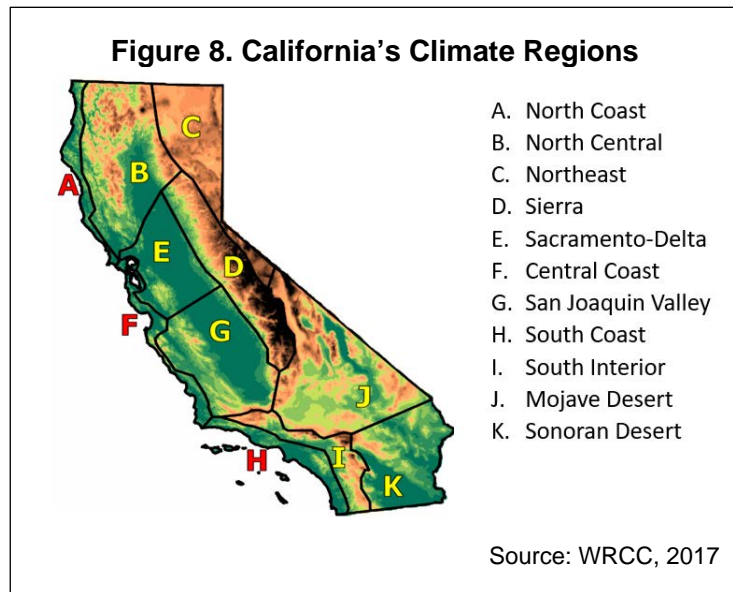 Figure 8. California's Climate Regions
A
B
C
D
E
F
G
H
I
J
K
A. North Coast
B. North Central
C. Northeast
D. Sierra
E. Sacramento-Delta
F. Central Coast
G. San Joaquin Valley
H. South Coast
I. South Interior
J. Mojave Desert
K. Sonoran Desert
Source: WRCC, 2017